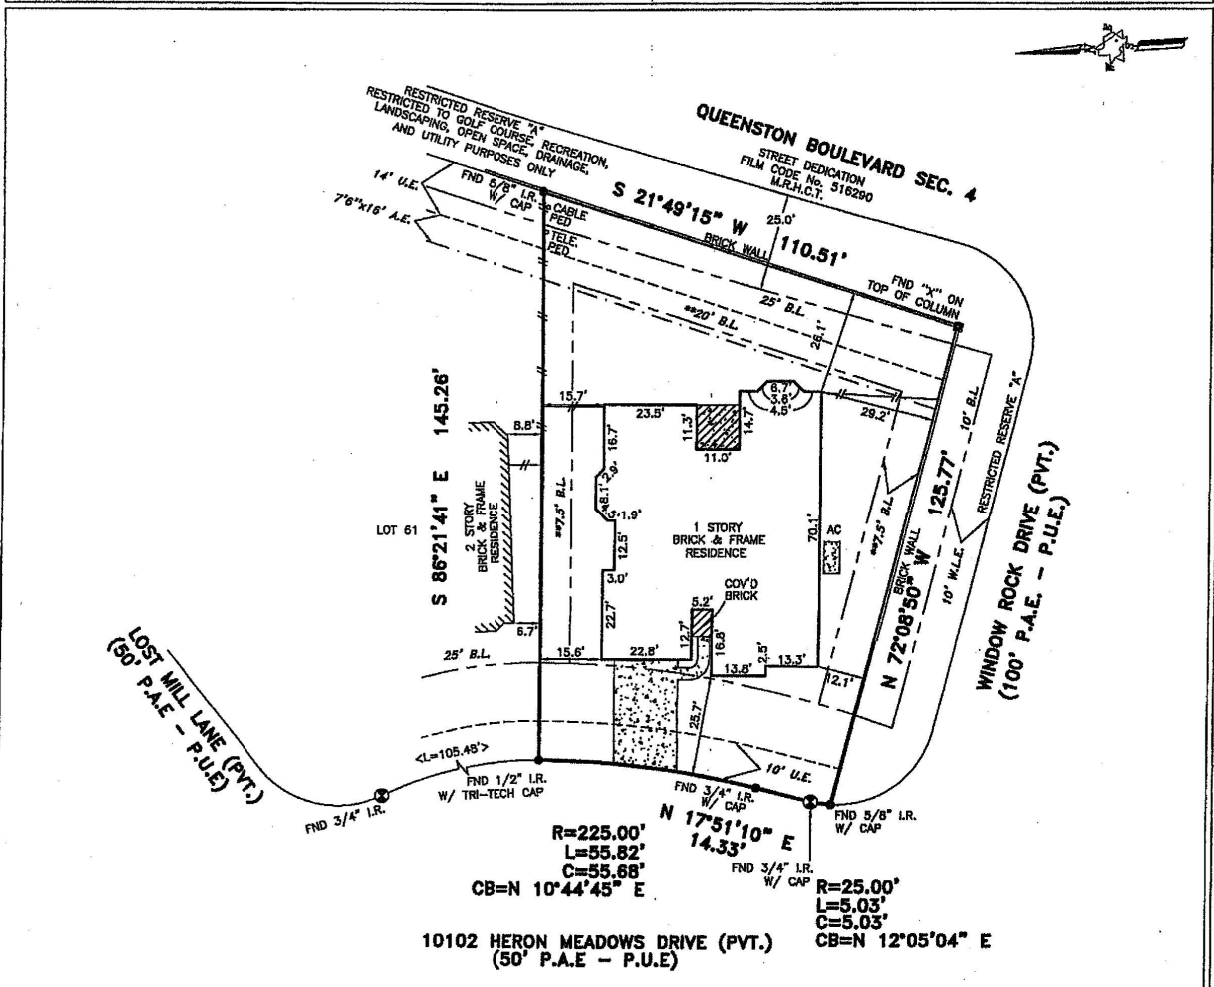 QUEENSTON BOULEVARD SEC. 4
STREET DEDICATION
FILM CODE No. 516290
M.R.H.C.T.
RESTRICTED RESERVE "A"
RESTRICTED TO GOLF COURSE, RECREATION,
LANDSCAPING, OPEN SPACE, DRAINAGE,
AND UTILITY PURPOSES ONLY
14' U.E.
7'6"x16' A.E.
FND 5/8" I.R.
W/ CAP
CABLE
PED
TELE.
PED
S 21°49'15" W
110.51'
BRICK WALL
25.0'
FND "X" ON
TOP OF COLUMN
25' B.L.
**20' B.L.
26.1'
15.7'
23.5'
11.3'
11.0'
14.7'
6.7'
3.8'
4.5'
29.2'
10' B.L.
RESTRICTED RESERVE "A"
S 86°21'41" E 145.26'
8.8'
16.7'
2.9'
8.1'
1.9'
12.5'
3.0'
22.7'
LOT 61
2 STORY
BRICK & FRAME
RESIDENCE
**7.5' B.L.
1 STORY
BRICK & FRAME
RESIDENCE
70.1'
AC
**7.5' B.L.
BRICK WALL
N 72°08'50" W 125.77'
10' W.L.E.
WINDOW ROCK DRIVE (PVT.)
(100' P.A.E. - P.U.E.)
COV'D
BRICK
5.2'
12.7'
16.8'
6.7'
25' B.L.
15.6'
22.8'
13.8'
2.5'
13.3'
12.1'
25.7'
LOST MILL LANE (PVT.)
(50' P.A.E - P.U.E)
<L=105.48'>
FND 1/2" I.R.
W/ TRI-TECH CAP
FND 3/4" I.R.
10' U.E.
FND 3/4" I.R.
W/ CAP
N 17°51'10" E
14.33'
FND 5/8" I.R.
W/ CAP
FND 3/4" I.R.
W/ CAP
R=225.00'
L=55.82'
C=55.68'
CB=N 10°44'45" E
R=25.00'
L=5.03'
C=5.03'
CB=N 12°05'04" E
10102 HERON MEADOWS DRIVE (PVT.)
(50' P.A.E - P.U.E)